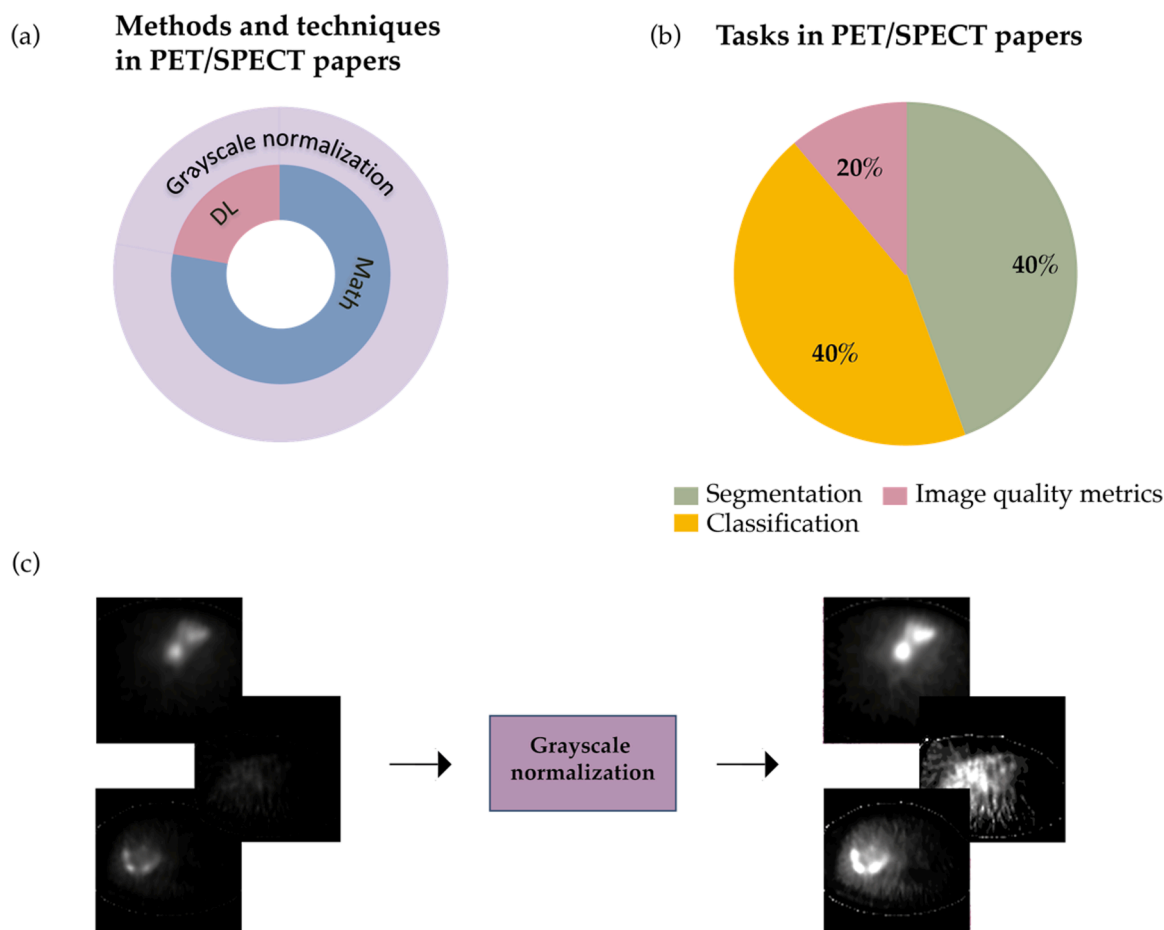 (a)
Methods and techniques
in PET/SPECT papers
Grayscale normalization
DL
Math
(b)
Tasks in PET/SPECT papers
20%
40%
40%
Segmentation
Image quality metrics
Classification
(c)
Grayscale
normalization